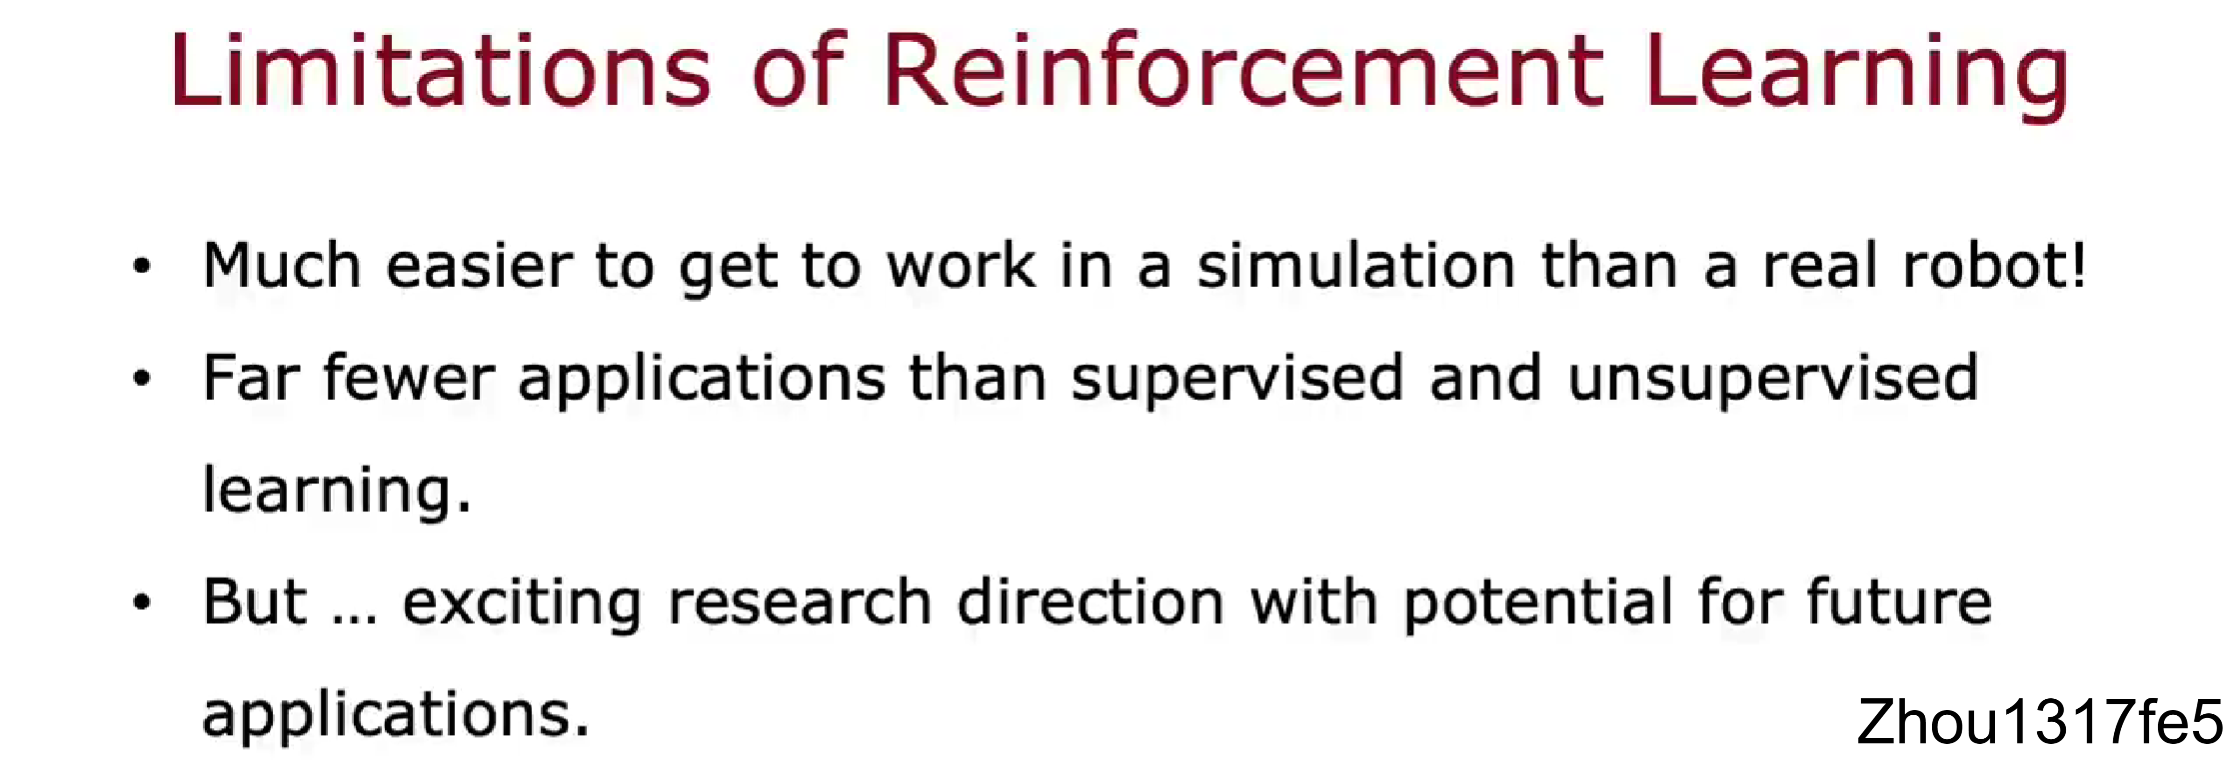 Limitations of Reinforcement Learning
• Much easier to get to work in a simulation than a real robot!
• Far fewer applications than supervised and unsupervised
learning.
• But ... exciting research direction with potential for future
applications.
Zhou1317fe5